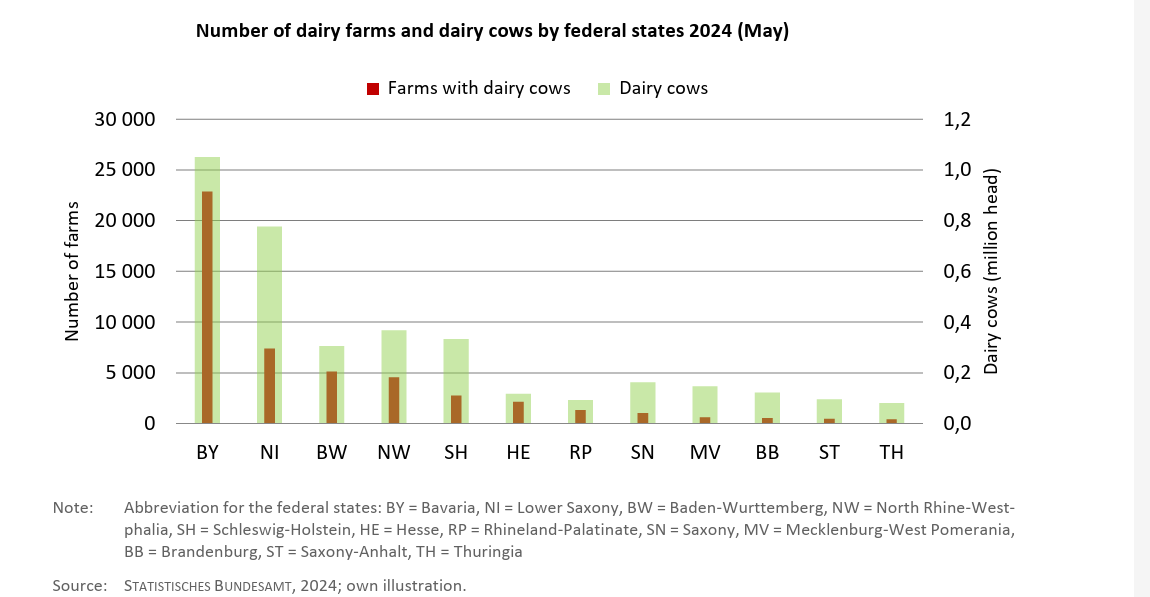 Number of dairy farms and dairy cows by federal states 2024 (May)
Farms with dairy cows Dairy cows
30 000 1,2
25 000 1,0
20 000 0,8
15 000 0,6
10 000 0,4
5 000 0,2
0 0,0
Number of farms
Dairy cows (million head)
BY NI BW NW SH HE RP SN MV BB ST TH
Note: Abbreviation for the federal states: BY = Bavaria, NI = Lower Saxony, BW = Baden-Wurttemberg, NW = North Rhine-West-
phalia, SH = Schleswig-Holstein, HE = Hesse, RP = Rhineland-Palatinate, SN = Saxony, MV = Mecklenburg-West Pomerania,
BB = Brandenburg, ST = Saxony-Anhalt, TH = Thuringia
Source: STATISTISCHES BUNDESAMT, 2024; own illustration.